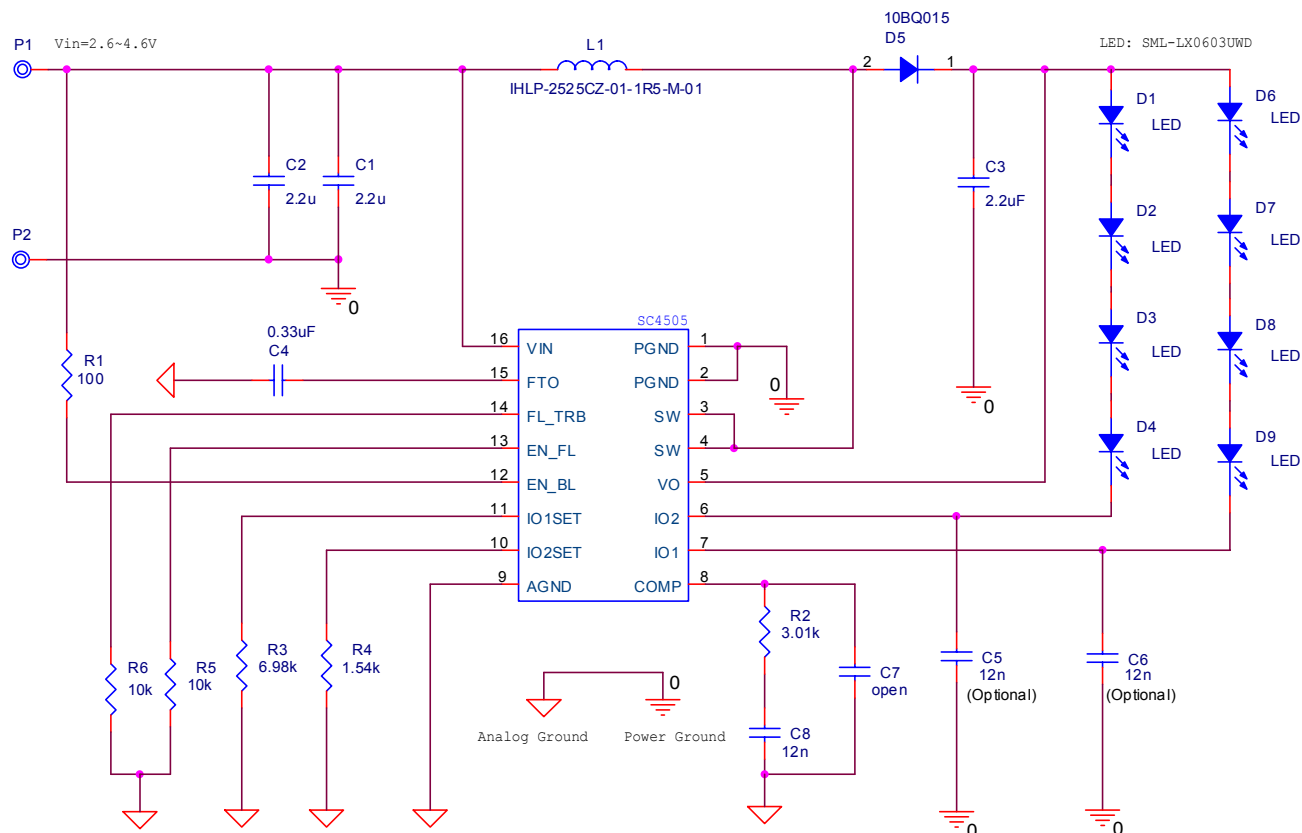 10BQ015
P1
Vin=2.6~4.6V
L1
D5
LED: SML-LX0603UWD
2
1
IHLP-2525CZ-01-1R5-M-01
D1
LED
D6
LED
C2
2.2u
C1
2.2u
C3
2.2uF
D2
LED
D7
LED
P2
0
D3
LED
D8
LED
SC4505
0.33uF
C4
R1
100
16
VIN
PGND
1
15
FTO
PGND
2
0
0
14
FL_TRB
SW
3
13
EN_FL
SW
4
D4
LED
D9
LED
12
EN_BL
VO
5
11
IO1SET
IO2
6
10
IO2SET
IO1
7
9
AGND
COMP
8
R2
3.01k
R6
10k
R5
10k
R3
6.98k
R4
1.54k
C7
open
C5
12n
(Optional)
C6
12n
(Optional)
0
Analog Ground
Power Ground
C8
12n
0
0